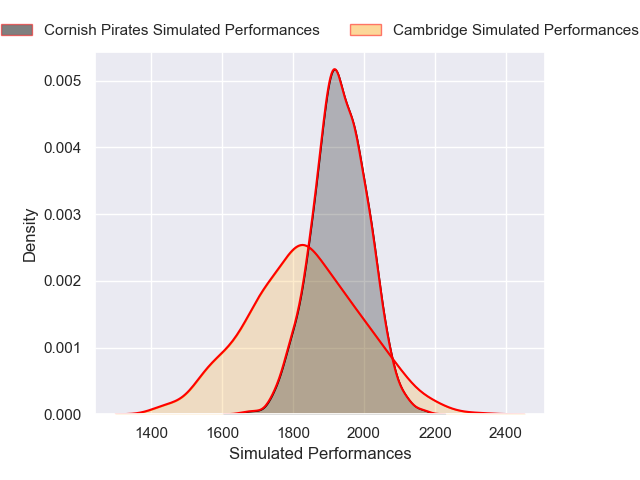 Cornish Pirates Simulated Performances Cambridge Simulated Performances
0.005
0.004
0.003
0.002
0.001
0.000
Density
1400 1600 1800 2000 2200 2400
Simulated Performances